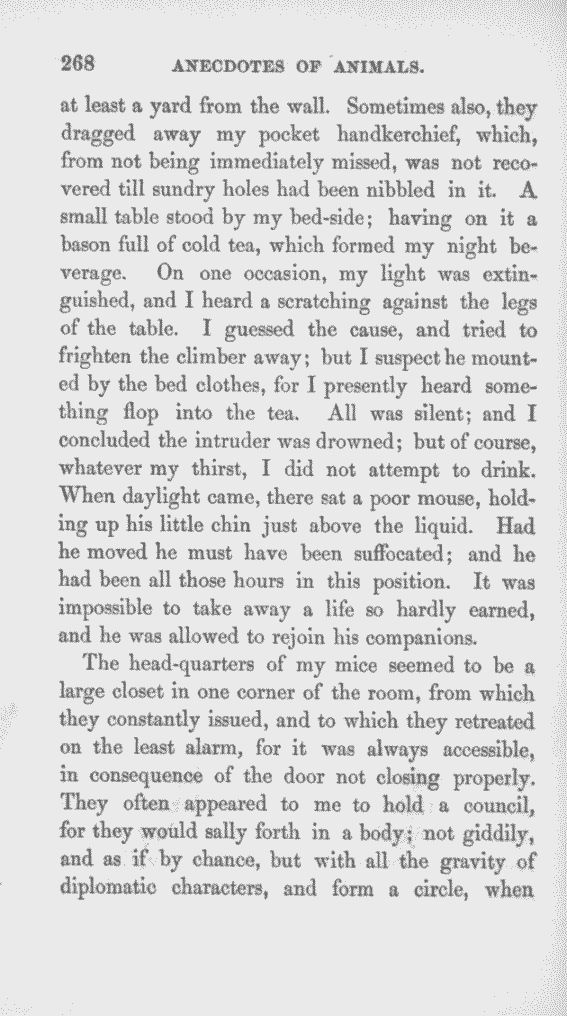 268 ANECDOTES OF ANIMALS.
at least a yard from the wall. Sometimes also, they
dragged away my pocket handkerchief, which,
from not being immediately missed, was not reco-
vered till sundry holes had been nibbled in it. A
small table stood by my bed-side; having on it a
bason full of cold tea, which formed my night be-
verage. On one occasion, my light was extin-
guished, and I heard a scratching against the legs
of the table. I guessed the cause, and tried to
frighten the climber away; but I suspect he mount-
ed by the bed clothes, for I presently heard some-
thing flop into the tea. All was silent; and I
concluded the intruder was drowned; but of course,
whatever my thirst, I did not attempt to drink.
When daylight came, there sat a poor mouse, hold-
ing up his little chin just above the liquid. Had
he moved he must have been suffocated; and he
had been all those hours in this position. It was
impossible to take away a life so hardly earned,
and he was allowed to rejoin his companions.
The head-quarters of my mice seemed to be a
large closet in one corner of the room, from which
they constantly issued, and to which they retreated
on the least alarm, for it was always accessible,
in consequence of the door not closing properly.
They often appeared to me to hold a council,
for they would sally forth in a body; not giddily,
and as if by chance, but with all the gravity of
diplomatic characters, and form a circle, when